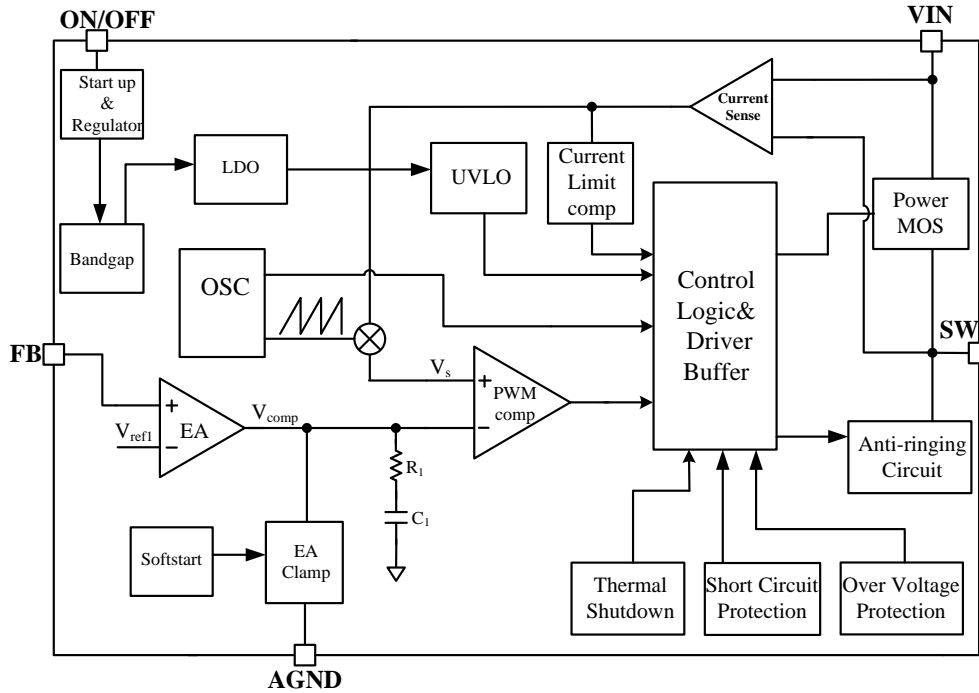 ON/OFF
VIN
Start up
&
Regulator
Current
Sense
LDO
UVLO
Current
Limit
comp
Power
MOS
Bandgap
OSC
Control
Logic&
Driver
Buffer
SW
FB
Vs
PWM
comp
+
−
Vcomp
+
−
EA
Vref1
R1
C1
Anti-ringing
Circuit
Softstart
EA
Clamp
Thermal
Shutdown
Short Circuit
Protection
Over Voltage
Protection
AGND